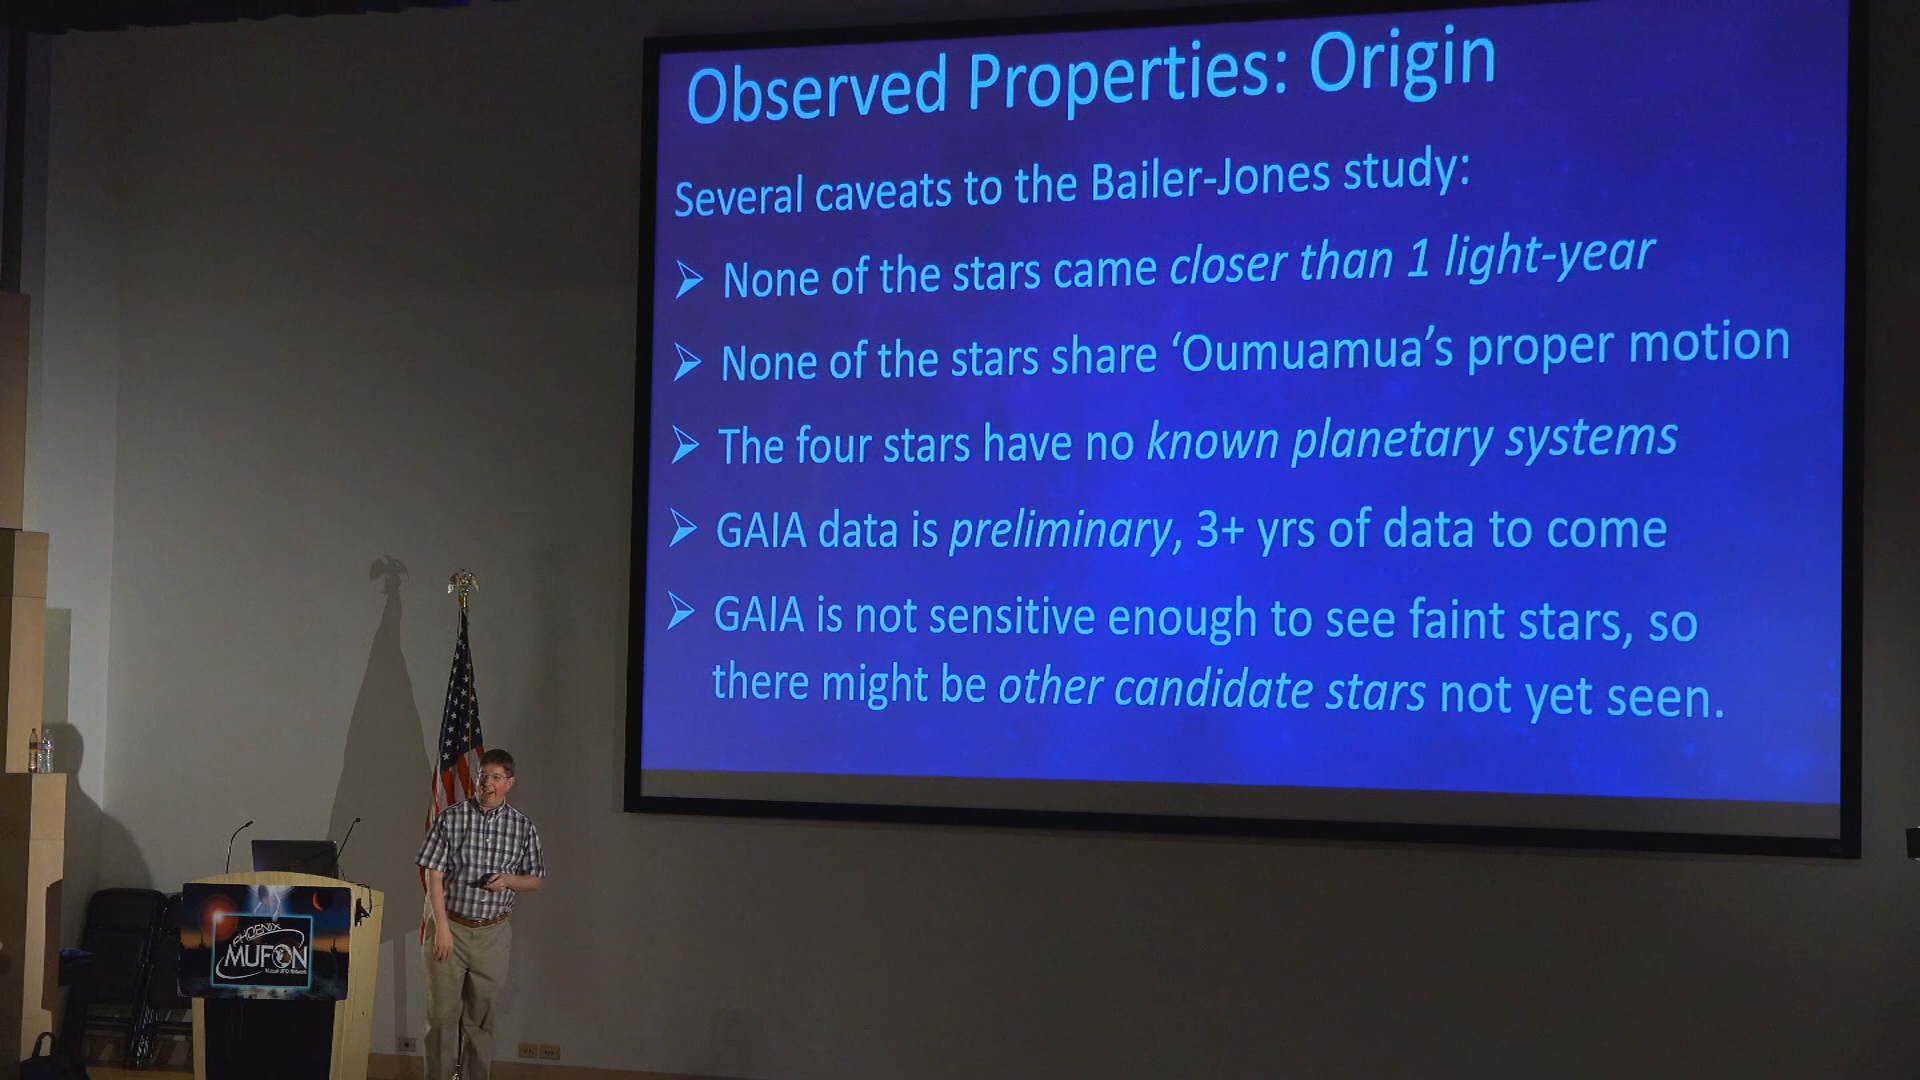 Observed Properties: Origin
Several caveats to the Bailer-Jones study:
➢ None of the stars came closer than 1 light-year
➢ None of the stars share ‘Oumuamua’s proper motion
➢ The four stars have no known planetary systems
➢ GAIA data is preliminary, 3+ yrs of data to come
➢ GAIA is not sensitive enough to see faint stars, so
there might be other candidate stars not yet seen.
PHOENIX
MUFON
Mutual UFO Network